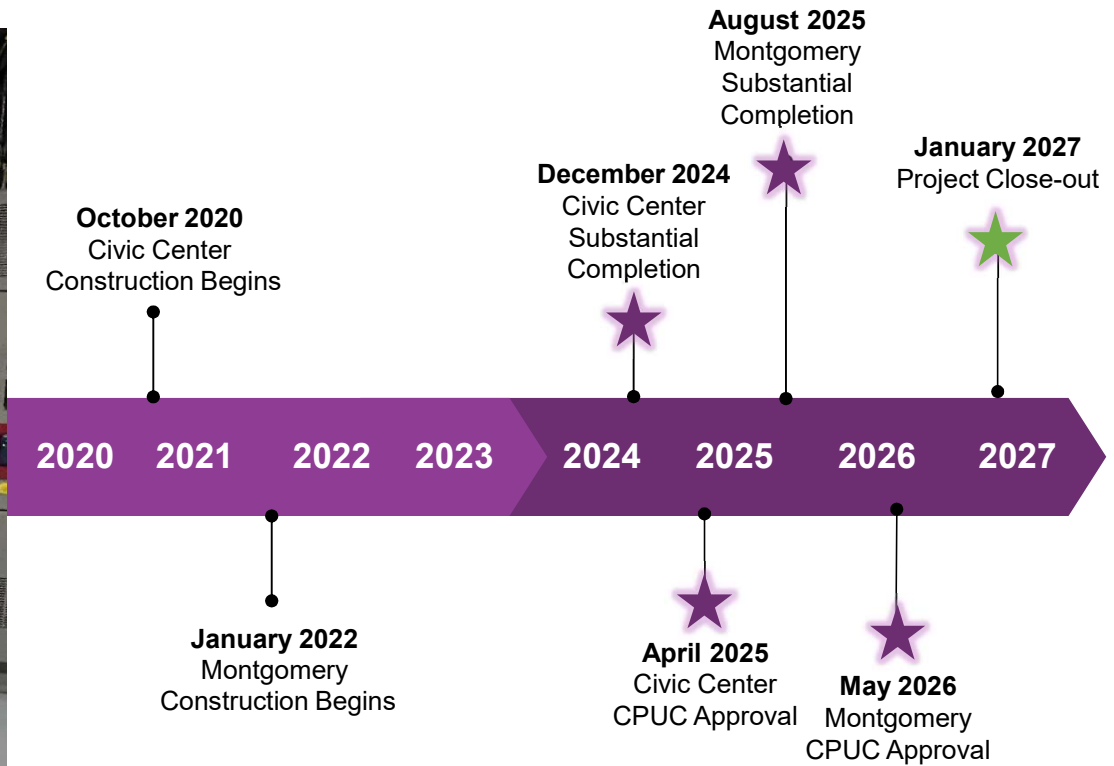 August 2025
Montgomery
Substantial
Completion
December 2024
Civic Center
Substantial
Completion
January 2027
Project Close-out
October 2020
Civic Center
Construction Begins
2020 2021 2022 2023 2024 2025 2026 2027
January 2022
Montgomery
Construction Begins
April 2025
Civic Center
CPUC Approval
May 2026
Montgomery
CPUC Approval